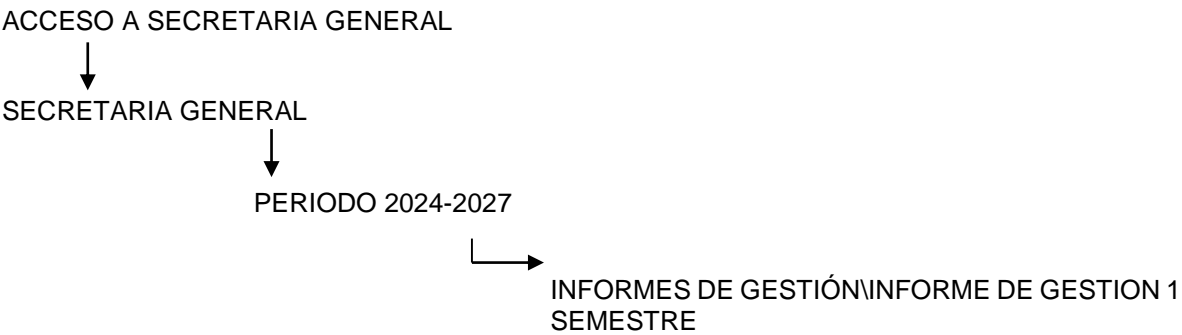 ACCESO A SECRETARIA GENERAL
SECRETARIA GENERAL
PERIODO 2024-2027
INFORMES DE GESTIÓN\INFORME DE GESTION 1
SEMESTRE